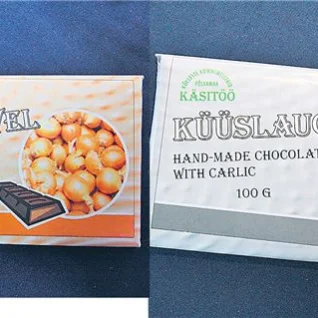 VEL
KÄSITÖÖ
KÜÜSLAUG
HAND-MADE CHOCOLAT
WITH CARLIC
100 G